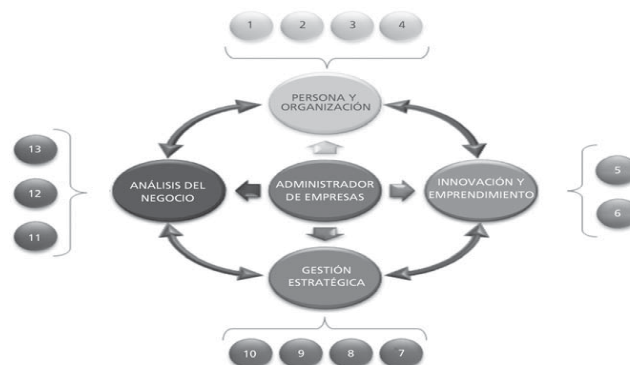 1 2 3 4
PERSONA Y
ORGANIZACIÓN
13
12
11
ANÁLISIS DEL
NEGOCIO
ADMINISTRADOR
DE EMPRESAS
INNOVACIÓN Y
EMPRENDIMIENTO
5
6
GESTIÓN
ESTRATÉGICA
10 9 8 7